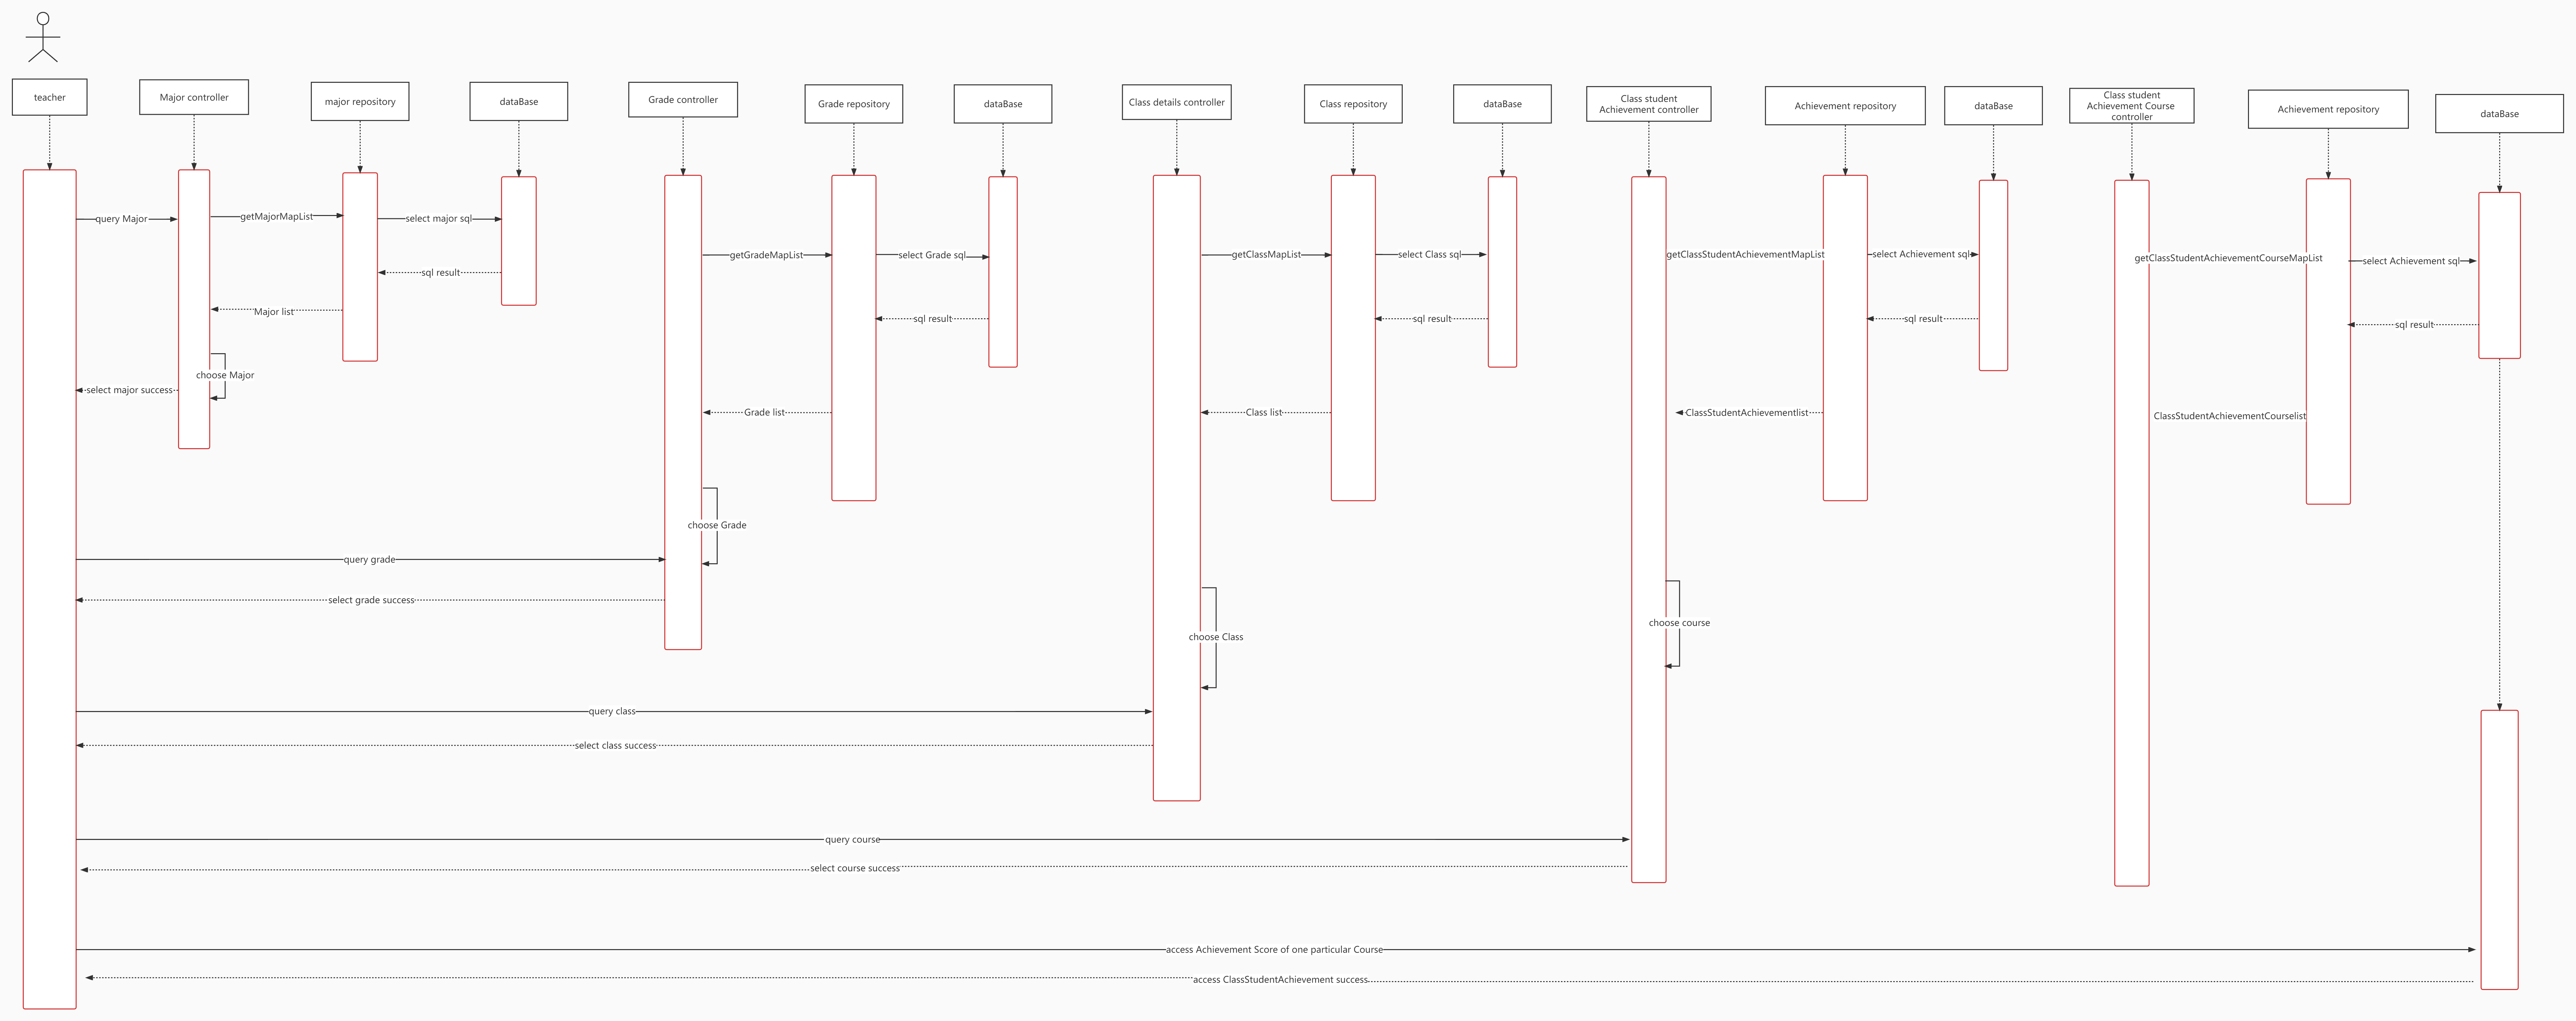 teacher
Major controller
major repository
dataBase
Grade controller
Grade repository
dataBase
Class details controller
Class repository
dataBase
Class student
Achievement controller
Achievement repository
dataBase
Class student
Achievement Course
controller
Achievement repository
dataBase
query Major
getMajorMapList
select major sql
getGradeMapList
select Grade sql
getClassMapList
select Class sql
getClassStudentAchievementMapList
select Achievement sql
getClassStudentAchievementCourseMapList
select Achievement sql
sql result
Major list
sql result
sql result
sql result
sql result
choose Major
select major success
Grade list
Class list
ClassStudentAchievementlist
ClassStudentAchievementCourselist
choose Grade
query grade
select grade success
choose course
choose Class
query class
select class success
query course
select course success
access Achievement Score of one particular Course
access ClassStudentAchievement success